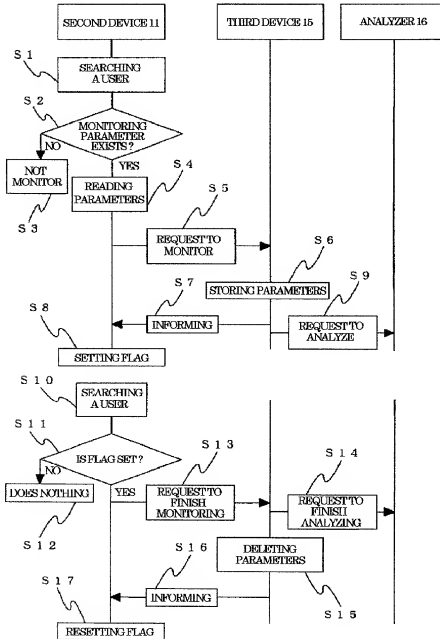 SECOND DEVICE 11
THIRD DEVICE 15
ANALYZER 16
S 1
SEARCHING
A USER
S 2
MONITORING
PARAMETER
EXISTS ?
NO
YES
S 4
NOT
MONITOR
S 3
READING
PARAMETERS
S 5
REQUEST TO
MONITOR
S 6
STORING PARAMETERS
S 7
S 9
INFORMING
REQUEST TO
ANALYZE
S 8
SETTING FLAG
S 1 0
SEARCHING
A USER
S 1 1
IS FLAG SET ?
NO
YES
S 1 3
S 1 4
DOES NOTHING
S 1 2
REQUEST TO
FINISH
MONITORING
REQUEST TO
FINISH
ANALYZING
S 1 6
DELETING
PARAMETERS
S 1 5
S 1 7
INFORMING
RESETTING FLAG